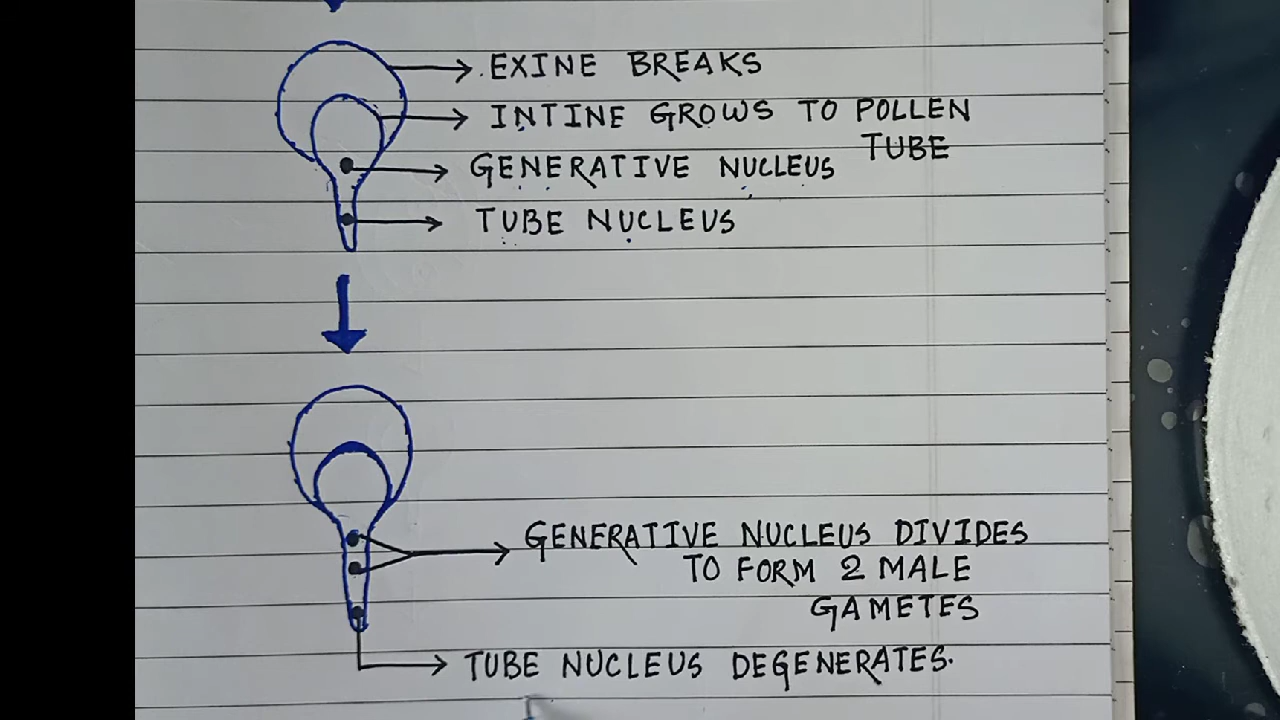 EXINE BREAKS
INTINE GROWS TO POLLEN
TUBE
GENERATIVE NUCLEUS
TUBE NUCLEUS
GENERATIVE NUCLEUS DIVIDES
TO FORM 2 MALE
GAMETES
TUBE NUCLEUS DEGENERATES.